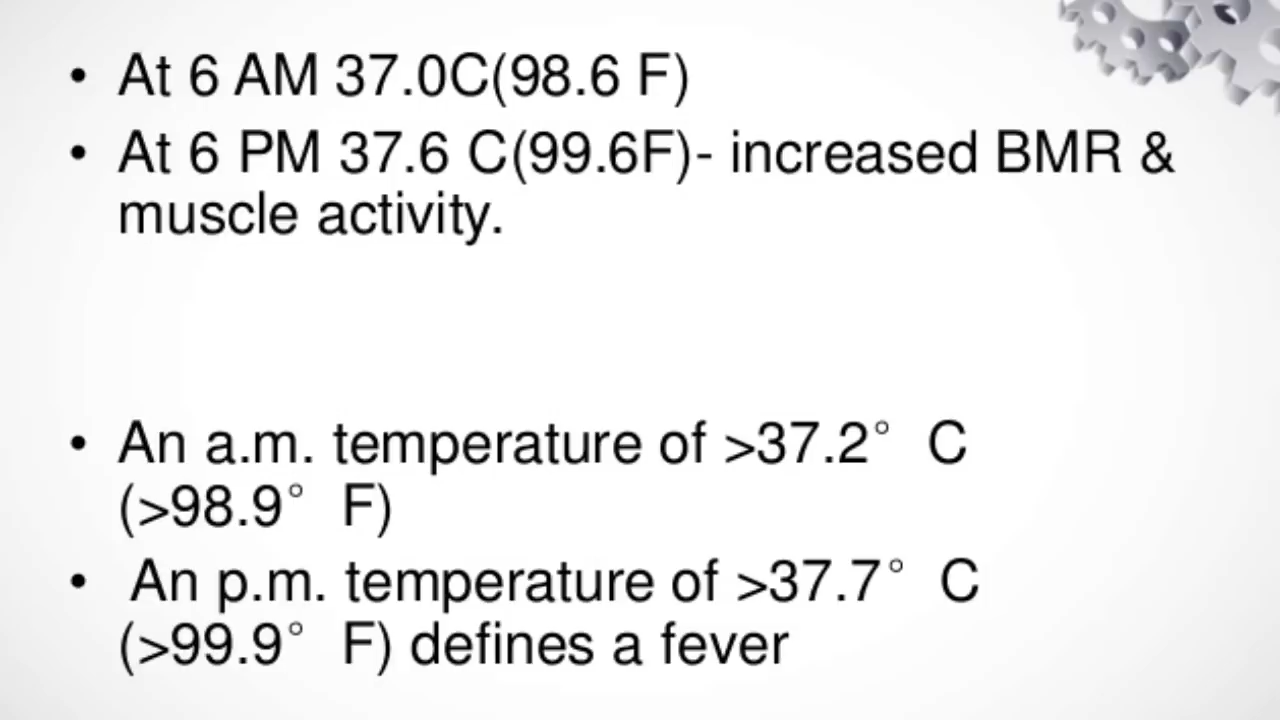 • At 6 AM 37.0C(98.6 F)
• At 6 PM 37.6 C(99.6F)- increased BMR &
muscle activity.
• An a.m. temperature of >37.2° C
(>98.9° F)
• An p.m. temperature of >37.7° C
(>99.9° F) defines a fever